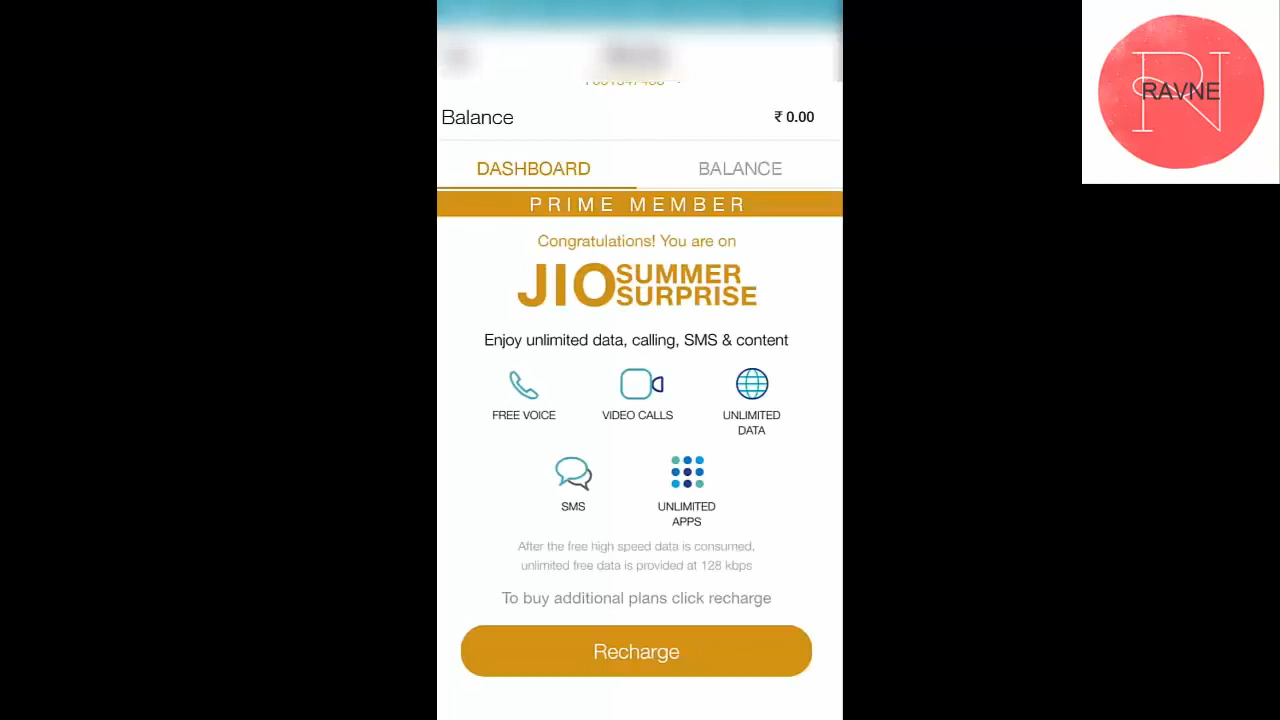 Balance
₹ 0.00
DASHBOARD
BALANCE
PRIME MEMBER
Congratulations! You are on
JIO SUMMER
SURPRISE
Enjoy unlimited data, calling, SMS & content
FREE VOICE
VIDEO CALLS
UNLIMITED
DATA
SMS
UNLIMITED
APPS
After the free high speed data is consumed,
unlimited free data is provided at 128 kbps
To buy additional plans click recharge
Recharge
RAVNE